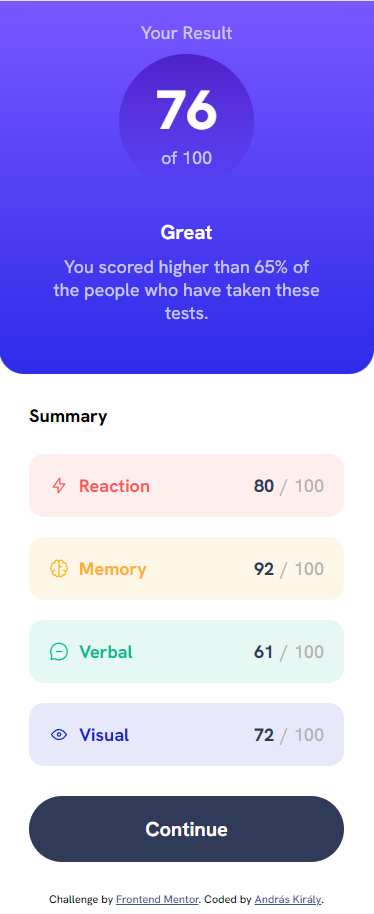 Your Result
76
of 100
Great
You scored higher than 65% of
the people who have taken these
tests.
Summary
Reaction 80 / 100
Memory 92 / 100
Verbal 61 / 100
Visual 72 / 100
Continue
Challenge by Frontend Mentor. Coded by András Király.